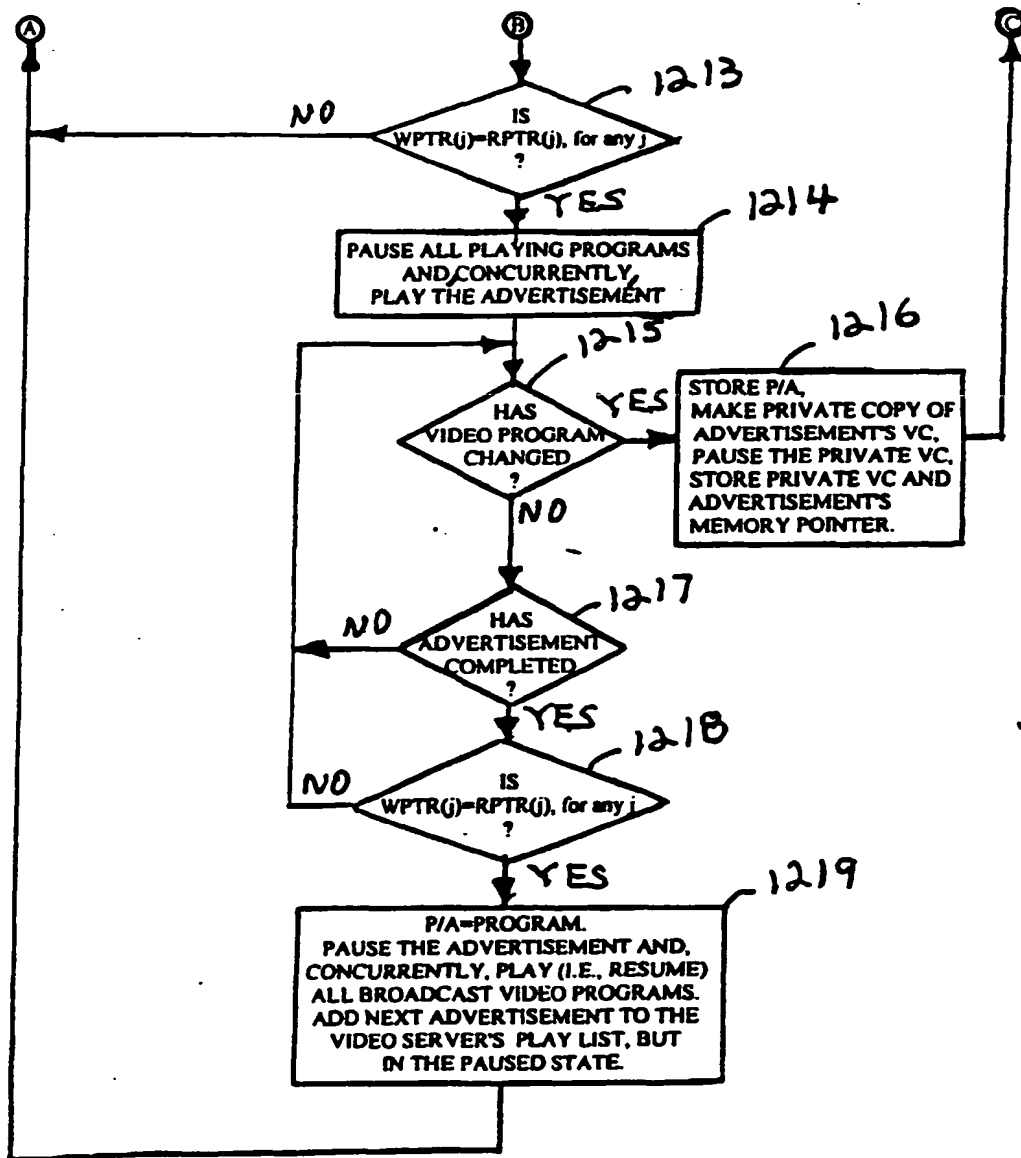 A
B
C
1213
IS
WPTR(j)=RPTR(j), for any j
?
NO
YES
1214
PAUSE ALL PLAYING PROGRAMS
AND, CONCURRENTLY,
PLAY THE ADVERTISEMENT
1215
HAS
VIDEO PROGRAM
CHANGED
?
YES
1216
STORE P/A,
MAKE PRIVATE COPY OF
ADVERTISEMENT'S VC,
PAUSE THE PRIVATE VC,
STORE PRIVATE VC AND
ADVERTISEMENT'S
MEMORY POINTER.
NO
1217
HAS
ADVERTISEMENT
COMPLETED
?
NO
YES
1218
IS
WPTR(j)=RPTR(j), for any j
?
NO
YES
1219
P/A=PROGRAM.
PAUSE THE ADVERTISEMENT AND,
CONCURRENTLY, PLAY (I.E., RESUME)
ALL BROADCAST VIDEO PROGRAMS.
ADD NEXT ADVERTISEMENT TO THE
VIDEO SERVER'S PLAY LIST, BUT
IN THE PAUSED STATE.